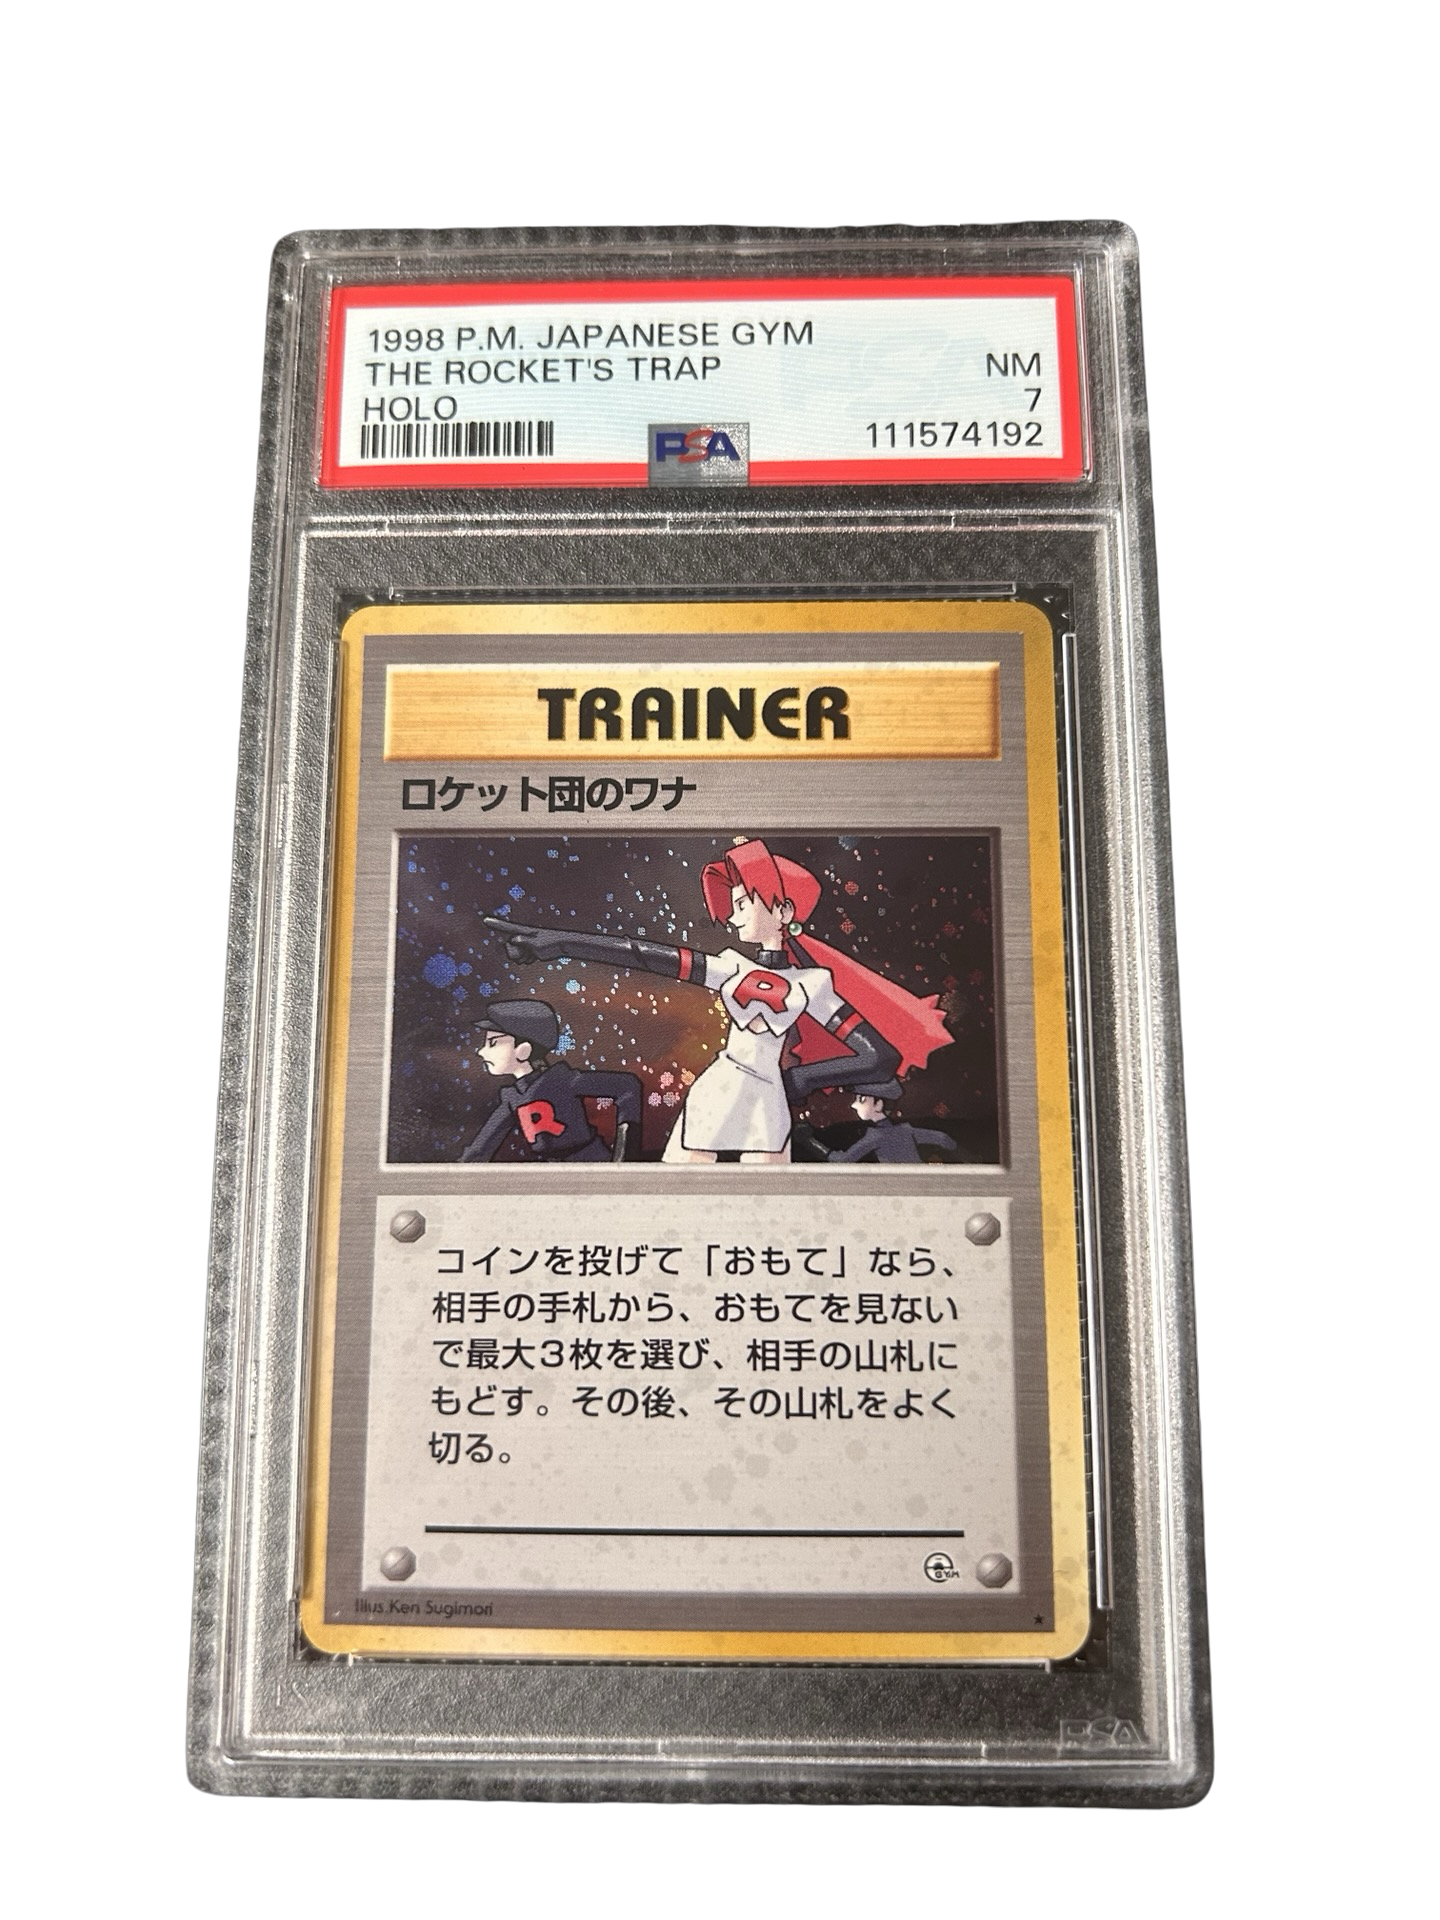 1998 P.M. JAPANESE GYM
THE ROCKET'S TRAP NM
HOLO 7
PSA 111574192
TRAINER
ロケット団のワナ
R
R
コインを投げて「おもて」なら、
相手の手札から、おもてを見ない
で最大3枚を選び、相手の山札に
もどす。その後、その山札をよく
切る。
GYM
Illus. Ken Sugimori
★
PSA